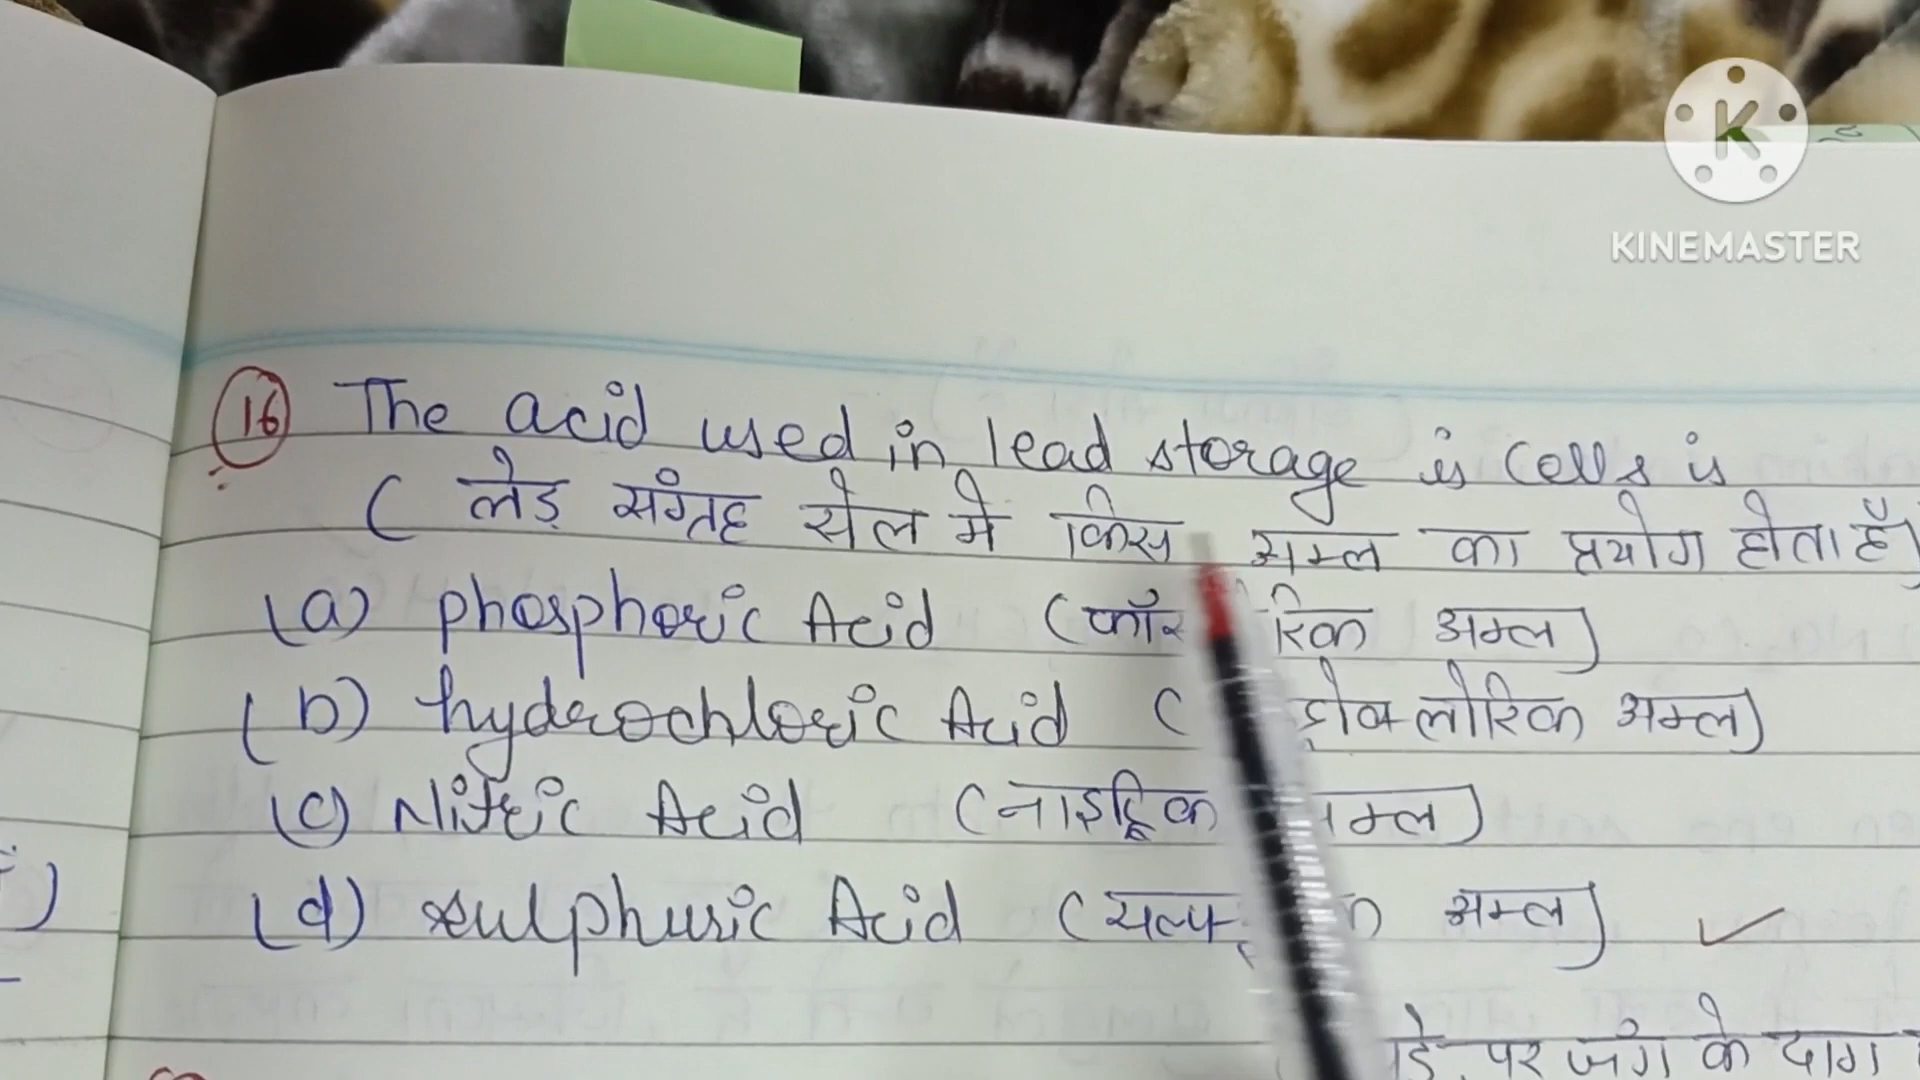 KINEMASTER
16 The acid used in lead storage is cells is
( लेड़ संग्रह सेल में किस अम्ल का प्रयोग होता हैं)
(a) phosphoric Acid ( अम्ल)
(b) hydrochloric Acid ( अम्ल)
(c) Nitric Acid (नाइट्रिक
(d) sulphuric Acid ( अम्ल) ✓
पर जंग के दाग